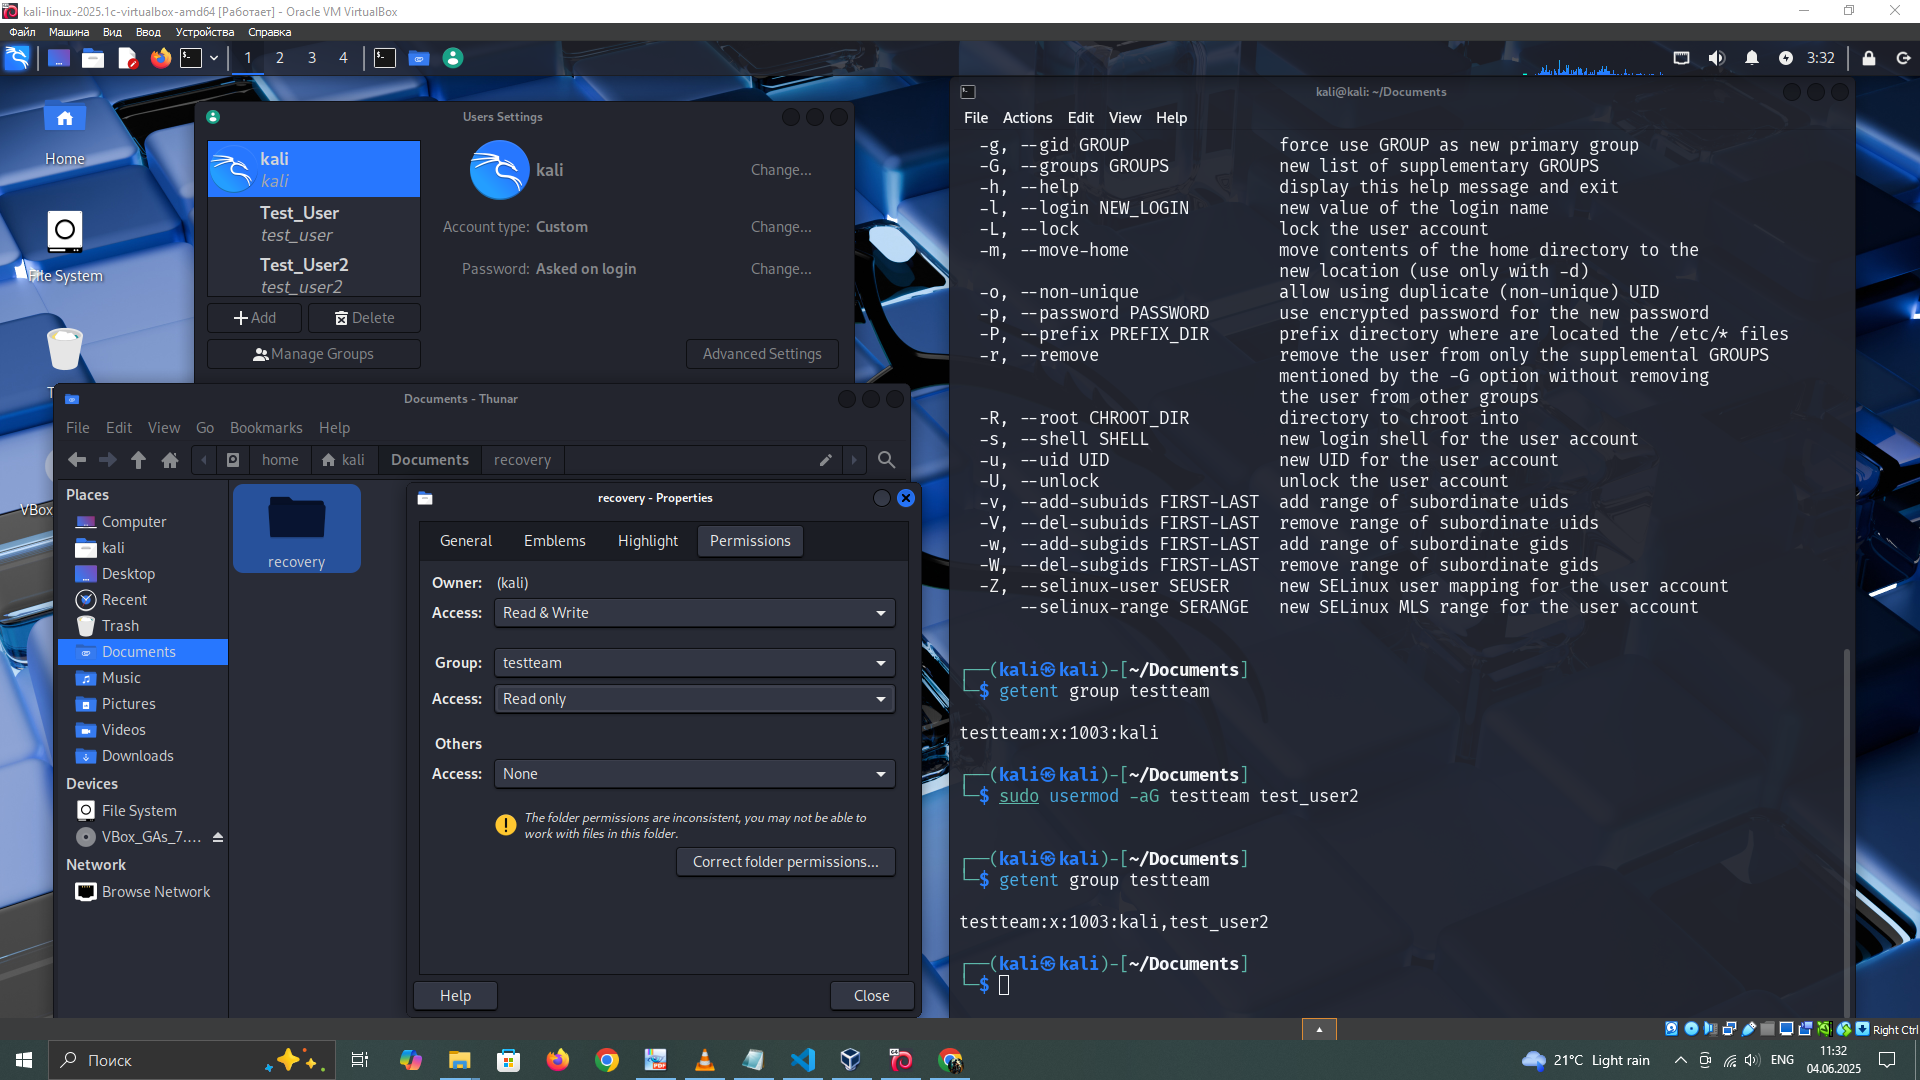 kali-linux-2025.1c-virtualbox-amd64 [Работает] - Oracle VM VirtualBox
Файл Машина Вид Ввод Устройства Справка
1 2 3 4
3:32
Home
File System
Users Settings
kali
kali
Test_User
test_user
Test_User2
test_user2
Add
Delete
Manage Groups
kali
Change...
Account type: Custom
Change...
Password: Asked on login
Change...
Advanced Settings
Documents - Thunar
File Edit View Go Bookmarks Help
home kali Documents recovery
Places
Computer
kali
Desktop
Recent
Trash
Documents
Music
Pictures
Videos
Downloads
Devices
File System
VBox_GAs_7....
Network
Browse Network
recovery
recovery - Properties
General Emblems Highlight Permissions
Owner: (kali)
Access: Read & Write
Group: testteam
Access: Read only
Others
Access: None
The folder permissions are inconsistent, you may not be able to
work with files in this folder.
Correct folder permissions...
Help
Close
kali@kali: ~/Documents
File Actions Edit View Help
-g, --gid GROUP force use GROUP as new primary group
-G, --groups GROUPS new list of supplementary GROUPS
-h, --help display this help message and exit
-l, --login NEW_LOGIN new value of the login name
-L, --lock lock the user account
-m, --move-home move contents of the home directory to the
new location (use only with -d)
-o, --non-unique allow using duplicate (non-unique) UID
-p, --password PASSWORD use encrypted password for the new password
-P, --prefix PREFIX_DIR prefix directory where are located the /etc/* files
-r, --remove remove the user from only the supplemental GROUPS
mentioned by the -G option without removing
the user from other groups
-R, --root CHROOT_DIR directory to chroot into
-s, --shell SHELL new login shell for the user account
-u, --uid UID new UID for the user account
-U, --unlock unlock the user account
-v, --add-subuids FIRST-LAST add range of subordinate uids
-V, --del-subuids FIRST-LAST remove range of subordinate uids
-w, --add-subgids FIRST-LAST add range of subordinate gids
-W, --del-subgids FIRST-LAST remove range of subordinate gids
-Z, --selinux-user SEUSER new SELinux user mapping for the user account
--selinux-range SERANGE new SELinux MLS range for the user account
┌──(kali㉿kali)-[~/Documents]
└─$ getent group testteam
testteam:x:1003:kali
┌──(kali㉿kali)-[~/Documents]
└─$ sudo usermod -aG testteam test_user2
┌──(kali㉿kali)-[~/Documents]
└─$ getent group testteam
testteam:x:1003:kali,test_user2
┌──(kali㉿kali)-[~/Documents]
└─$
Right Ctrl
Поиск
21°C Light rain
ENG
11:32
04.06.2025